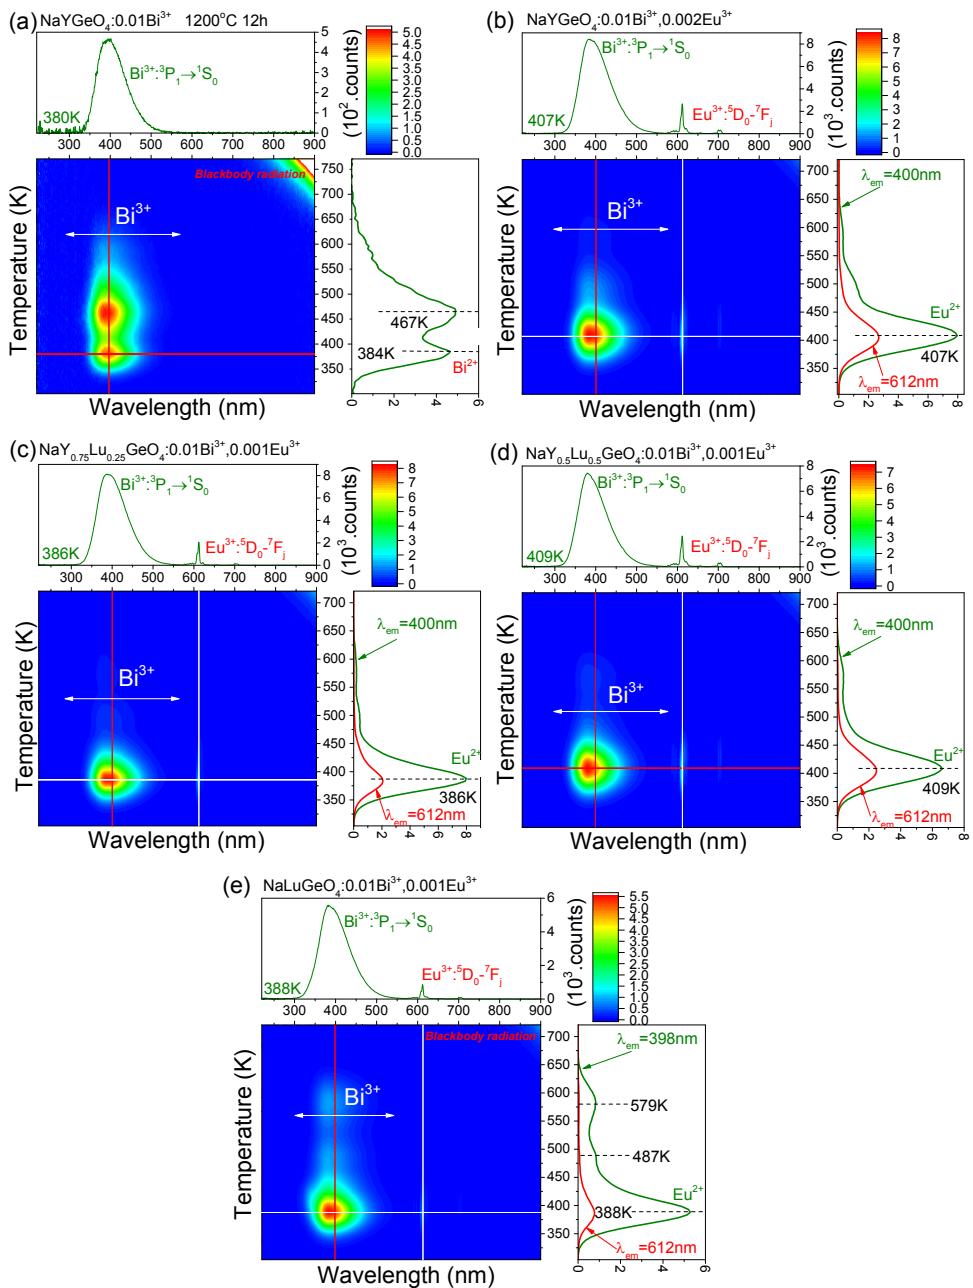 (a) NaYGeO₄:0.01Bi³⁺ 1200°C 12h
Bi³⁺:³P₁→¹S₀
380K
200 300 400 500 600 700 800 900
0 1 2 3 4 5
5.0
4.5
4.0
3.5
3.0
2.5
2.0
1.5
1.0
0.5
0.0
(10².counts)
Blackbody radiation
Bi³⁺
Temperature (K)
Wavelength (nm)
750
700
650
600
550
500
450
400
350
467K
384K
Bi²⁺
0 2 4 6
(b) NaYGeO₄:0.01Bi³⁺,0.002Eu³⁺
Bi³⁺:³P₁→¹S₀
407K
Eu³⁺:⁵D₀-⁷Fⱼ
300 400 500 600 700 800 900
0 2 4 6 8
8
7
6
5
4
3
2
1
0
(10³.counts)
Bi³⁺
Temperature (K)
Wavelength (nm)
700
650
600
550
500
450
400
350
λem=400nm
Eu²⁺
407K
λem=612nm
0 2 4 6 8
(c) NaY₀.₇₅Lu₀.₂₅GeO₄:0.01Bi³⁺,0.001Eu³⁺
Bi³⁺:³P₁→¹S₀
386K
Eu³⁺:⁵D₀-⁷Fⱼ
200 300 400 500 600 700 800 900
0 2 4 6 8
8
7
6
5
4
3
2
1
0
(10³.counts)
Bi³⁺
Temperature (K)
Wavelength (nm)
700
650
600
550
500
450
400
350
λem=400nm
Eu²⁺
386K
λem=612nm
0 2 4 6 8 9
(d) NaY₀.₅Lu₀.₅GeO₄:0.01Bi³⁺,0.001Eu³⁺
Bi³⁺:³P₁→¹S₀
409K
Eu³⁺:⁵D₀-⁷Fⱼ
300 400 500 600 700 800 900
0 2 4 6
7
6
5
4
3
2
1
0
(10³.counts)
Bi³⁺
Temperature (K)
Wavelength (nm)
700
650
600
550
500
450
400
350
λem=400nm
Eu²⁺
409K
λem=612nm
0 2 4 6 8
(e) NaLuGeO₄:0.01Bi³⁺,0.001Eu³⁺
Bi³⁺:³P₁→¹S₀
388K
Eu³⁺:⁵D₀-⁷Fⱼ
300 400 500 600 700 800 900
0 2 4 6
5.5
5.0
4.5
4.0
3.5
3.0
2.5
2.0
1.5
1.0
0.5
0.0
(10³.counts)
Blackbody radiation
Bi³⁺
Temperature (K)
Wavelength (nm)
700
650
600
550
500
450
400
350
λem=398nm
579K
487K
Eu²⁺
388K
λem=612nm
0 2 4 6